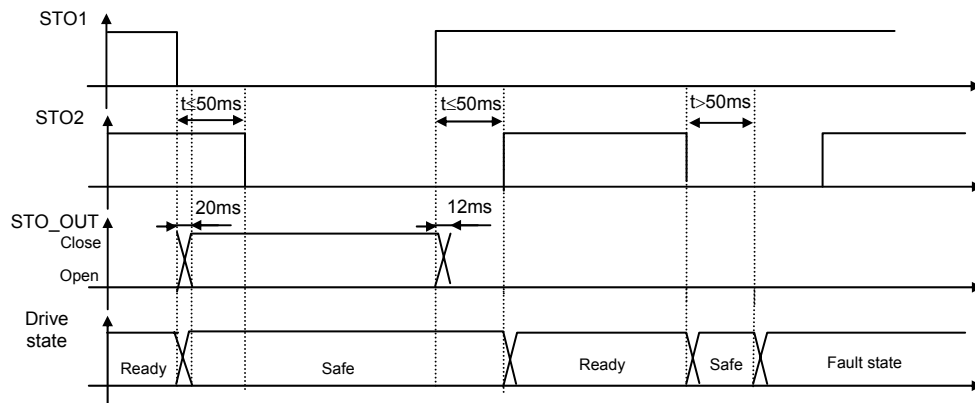 STO1
t≤50ms t≤50ms t>50ms
STO2
20ms 12ms
STO_OUT
Close
Open
Drive
state
Ready Safe Ready Safe Fault state